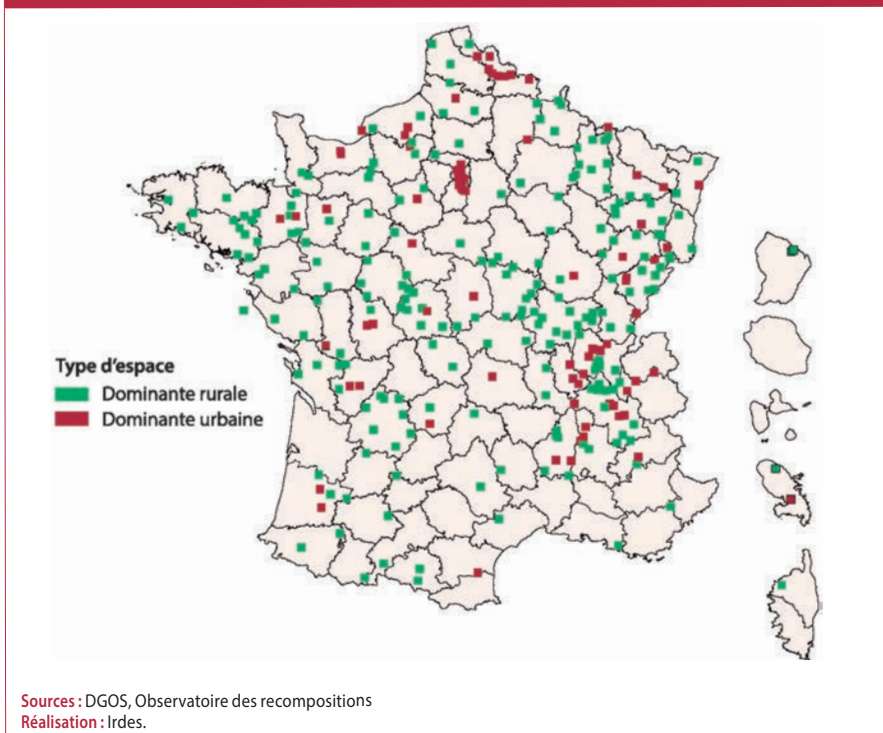 Type d'espace
Dominante rurale
Dominante urbaine
Sources : DGOS, Observatoire des recompositions
Réalisation : Irdes.